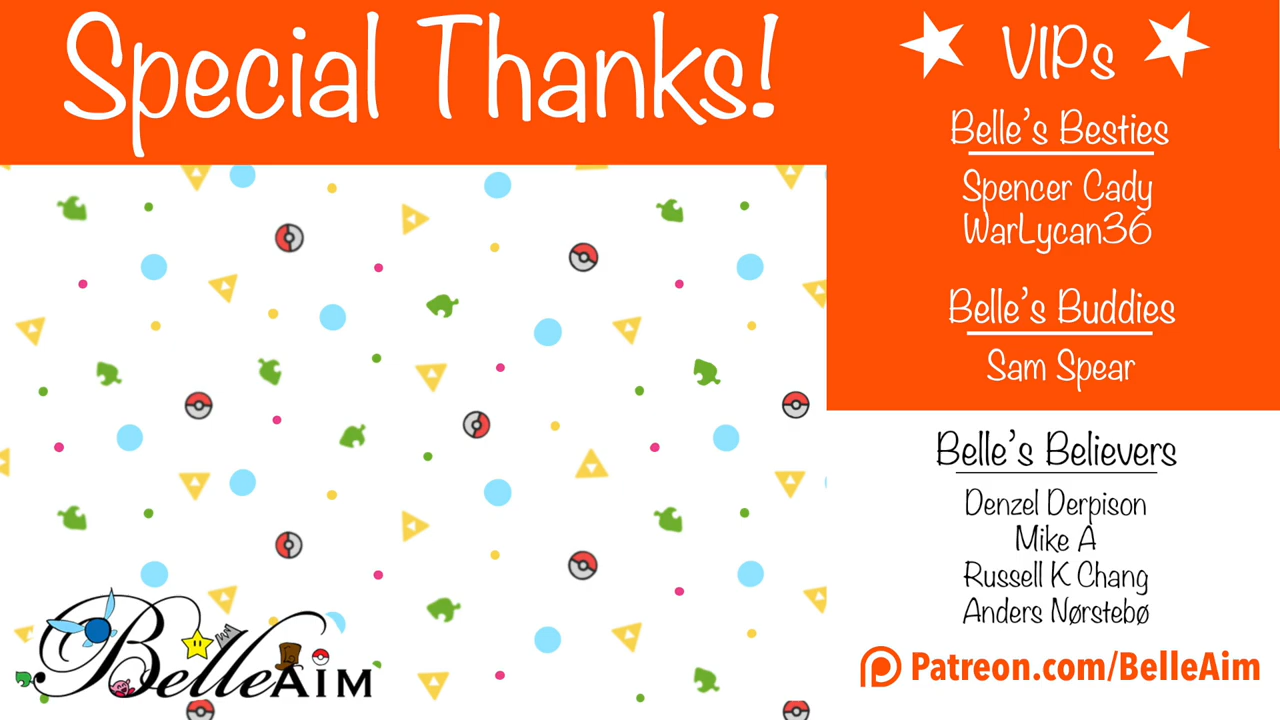 Special Thanks!
VIPs
Belle's Besties
Spencer Cady
WarLycan36
Belle's Buddies
Sam Spear
Belle's Believers
Denzel Derpison
Mike A
Russell K Chang
Anders Nørstebø
Patreon.com/BelleAim
BelleAIM